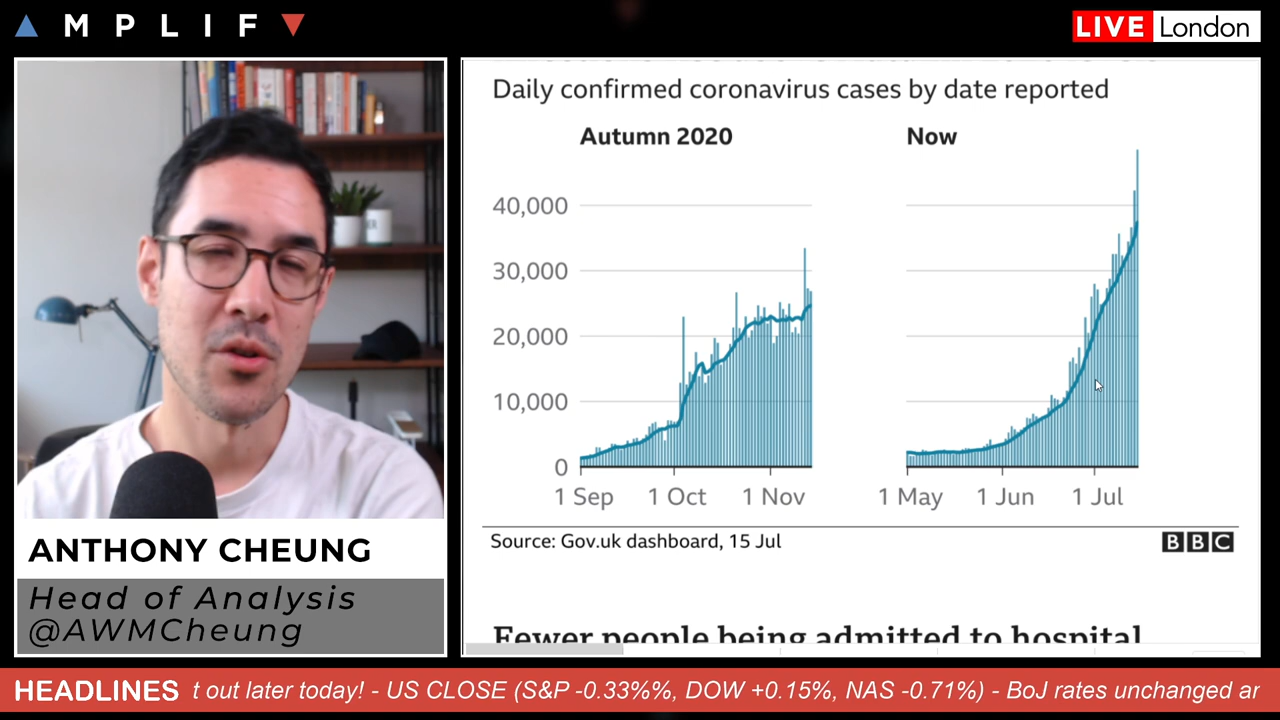 MPLIF
LIVE London
Daily confirmed coronavirus cases by date reported
Autumn 2020
Now
40,000
30,000
20,000
10,000
0
1 Sep 1 Oct 1 Nov
1 May 1 Jun 1 Jul
Source: Gov.uk dashboard, 15 Jul
BBC
Fewer people being admitted to hospital
ANTHONY CHEUNG
Head of Analysis
@AWMCheung
HEADLINES t out later today! - US CLOSE (S&P -0.33%%, DOW +0.15%, NAS -0.71%) - BoJ rates unchanged ar